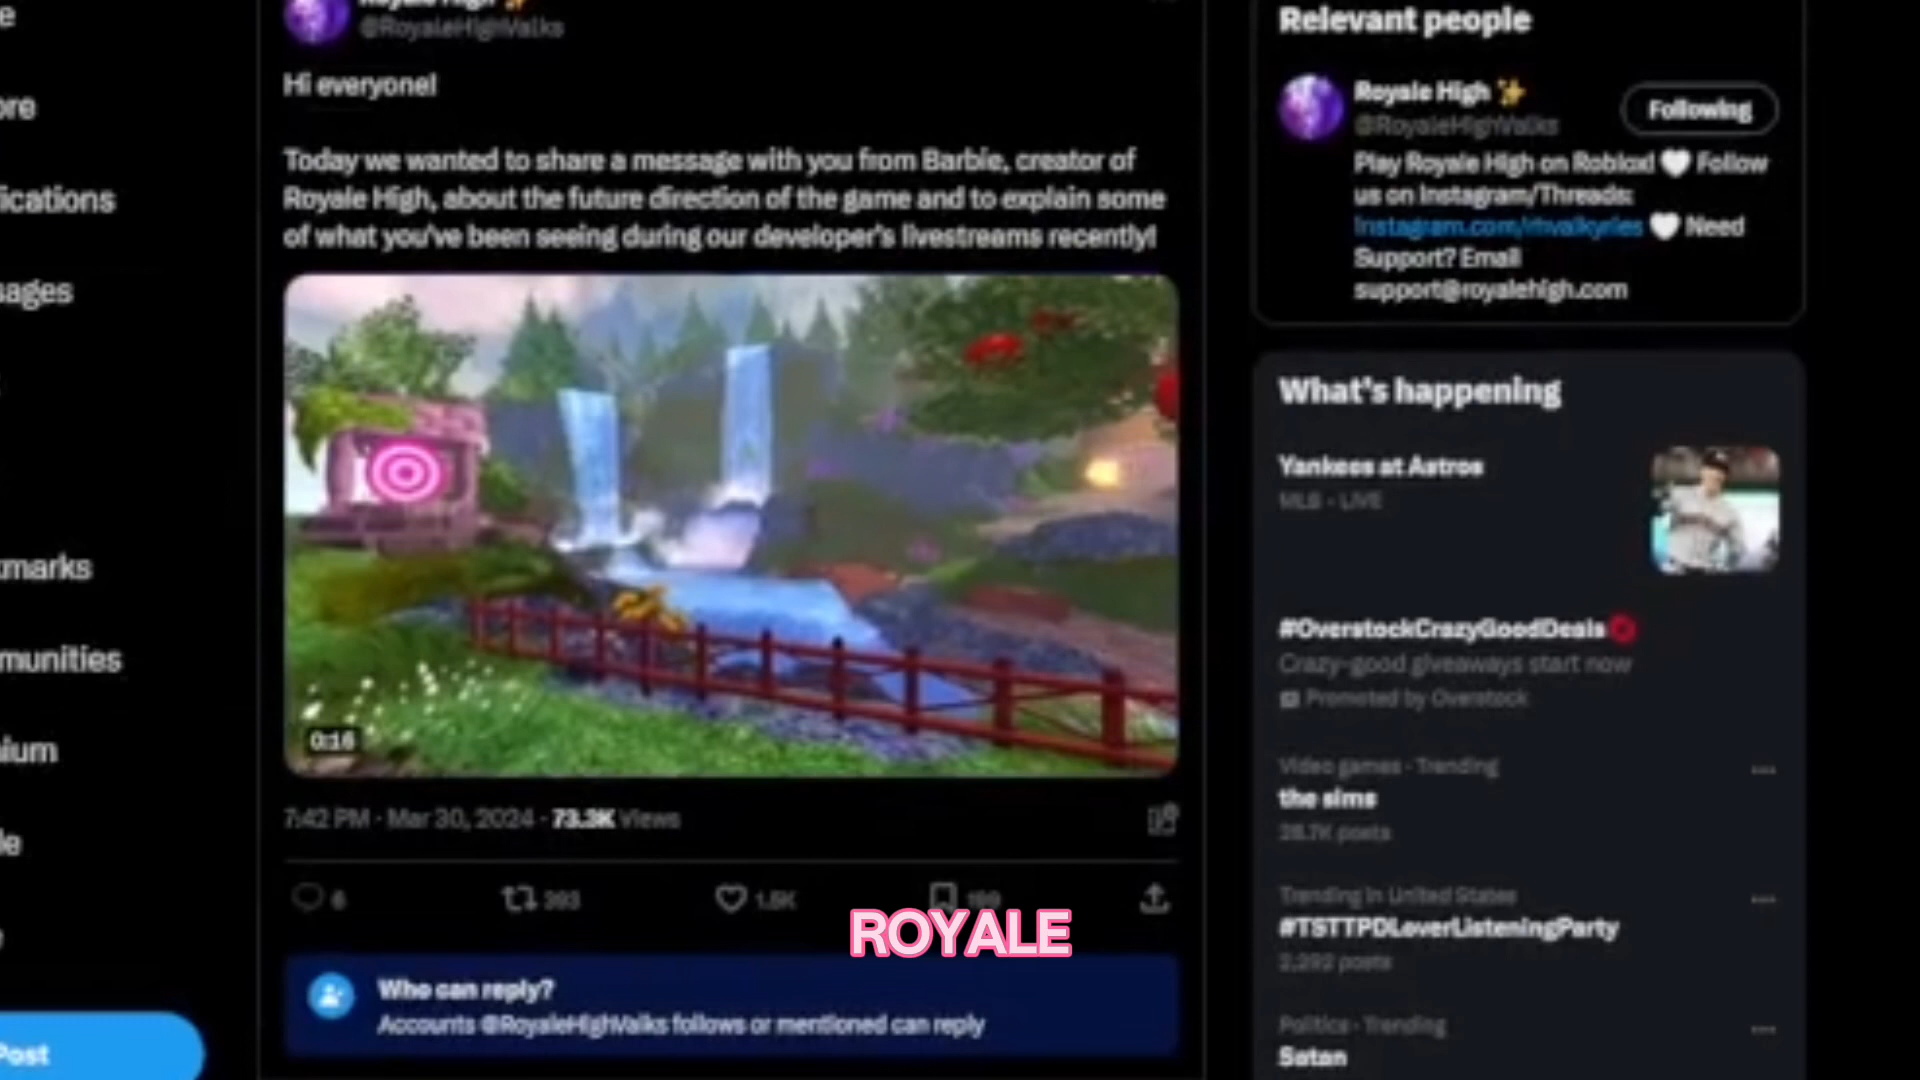 Royale High
@RoyaleHighValks
Hi everyone!
Today we wanted to share a message with you from Barbie, creator of
Royale High, about the future direction of the game and to explain some
of what you've been seeing during our developer's livestreams recently!
0:16
7:42 PM · Mar 30, 2024 · 73.3K Views
6
393
1.5K
199
ROYALE
Who can reply?
Accounts @RoyaleHighValks follows or mentioned can reply
ore
ications
sages
kmarks
munities
nium
le
Post
Relevant people
Royale High
@RoyaleHighValks
Following
Play Royale High on Roblox! 🤍 Follow
us on Instagram/Threads:
instagram.com/rhvalkyries 🤍 Need
Support? Email
support@royalehigh.com
What's happening
Yankees at Astros
MLB · LIVE
#OverstockCrazyGoodDeals
Crazy-good giveaways start now
Promoted by Overstock
Video games · Trending
the sims
28.7K posts
Trending in United States
#TSTTPDLoverListeningParty
2,292 posts
Politics · Trending
Satan